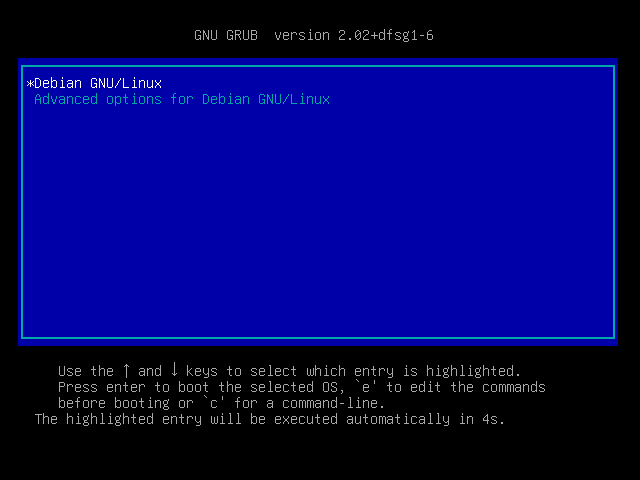 GNU GRUB  version 2.02+dfsg1-6
*Debian GNU/Linux
Advanced options for Debian GNU/Linux
Use the ↑ and ↓ keys to select which entry is highlighted.
Press enter to boot the selected OS, `e' to edit the commands
before booting or `c' for a command-line.
The highlighted entry will be executed automatically in 4s.